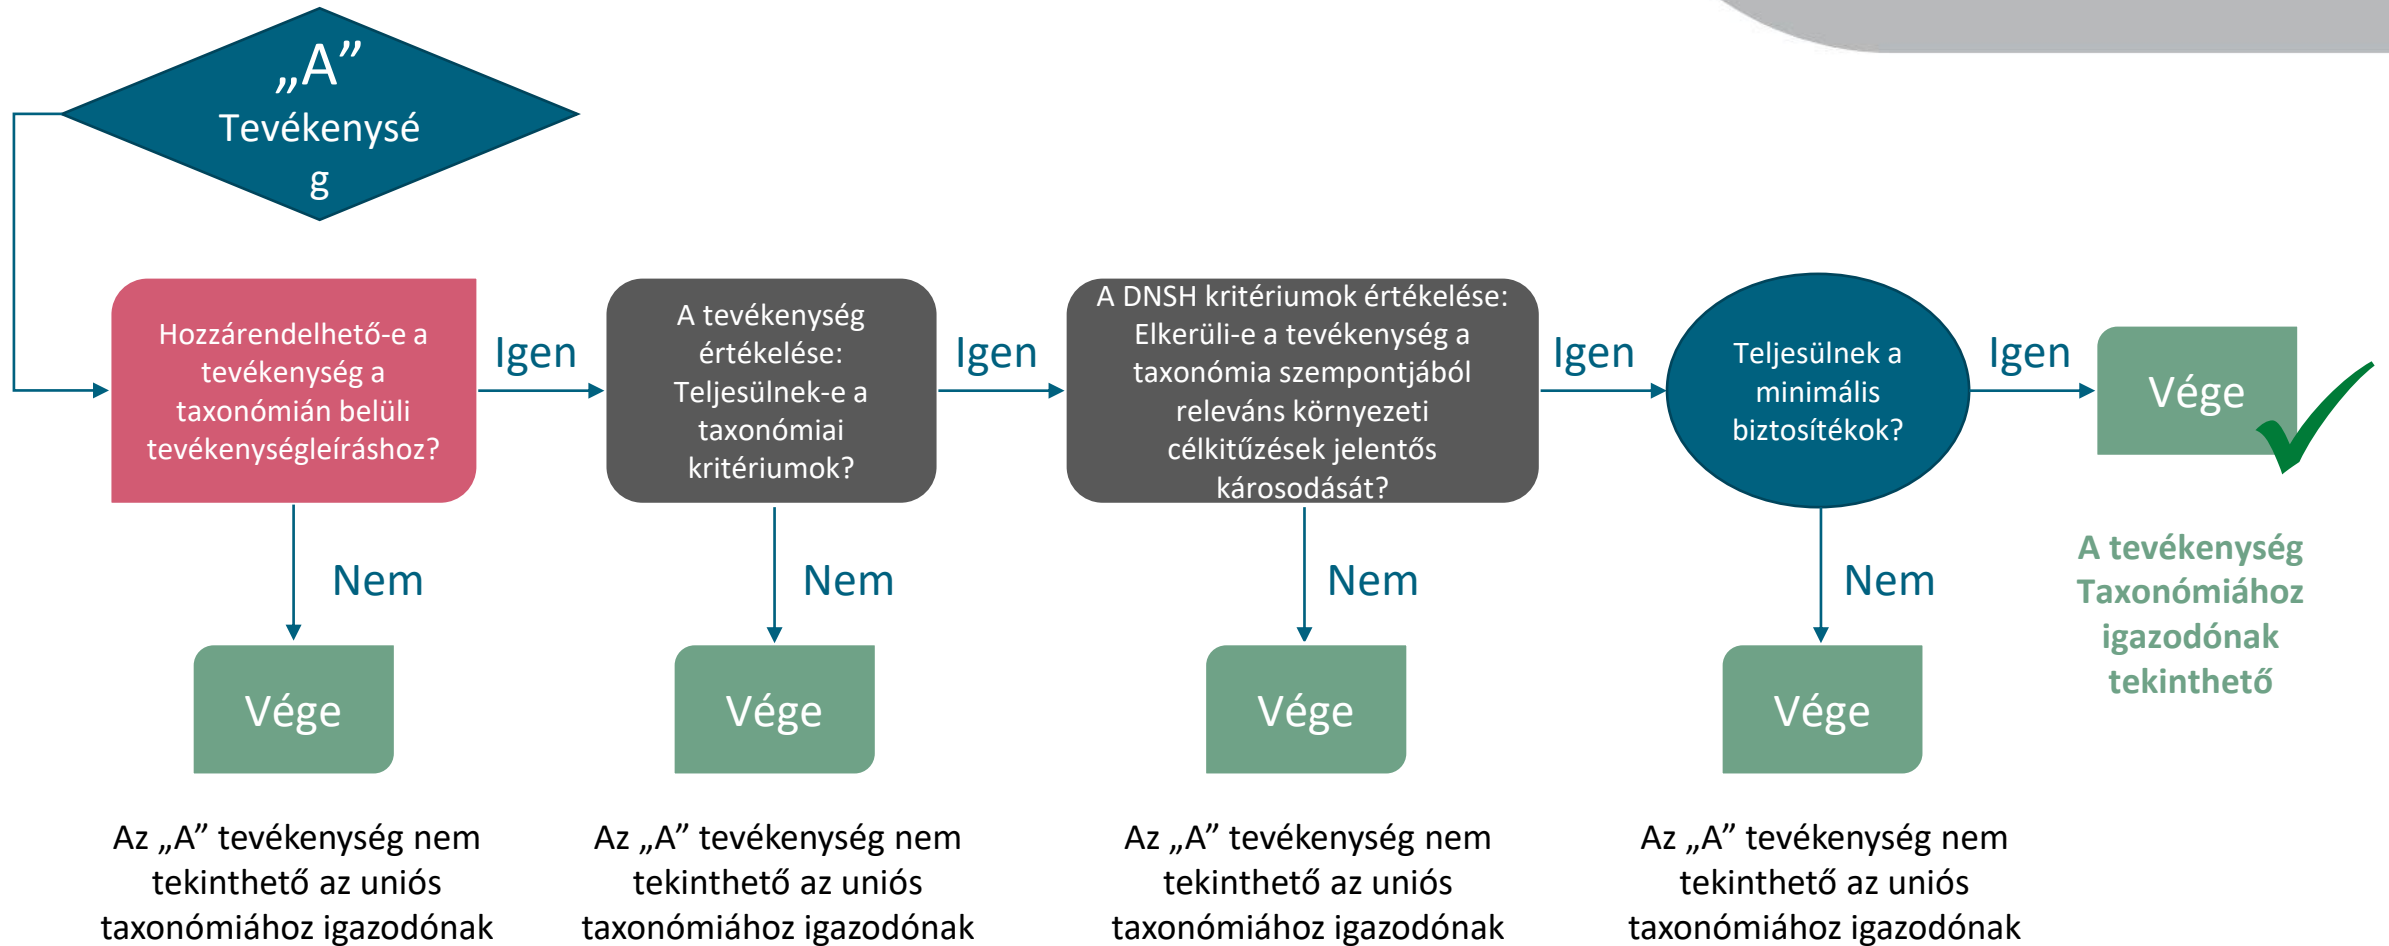 „A”
Tevékenysé
g
Hozzárendelhető-e a
tevékenység a
taxonómián belüli
tevékenységleíráshoz?
Igen
A tevékenység
értékelése:
Teljesülnek-e a
taxonómiai
kritériumok?
Igen
A DNSH kritériumok értékelése:
Elkerüli-e a tevékenység a
taxonómia szempontjából
releváns környezeti
célkitűzések jelentős
károsodását?
Igen
Teljesülnek a
minimális
biztosítékok?
Igen
Vége
A tevékenység
Taxonómiához
igazodónak
tekinthető
Nem
Nem
Nem
Nem
Vége
Vége
Vége
Vége
Az „A” tevékenység nem
tekinthető az uniós
taxonómiához igazodónak
Az „A” tevékenység nem
tekinthető az uniós
taxonómiához igazodónak
Az „A” tevékenység nem
tekinthető az uniós
taxonómiához igazodónak
Az „A” tevékenység nem
tekinthető az uniós
taxonómiához igazodónak